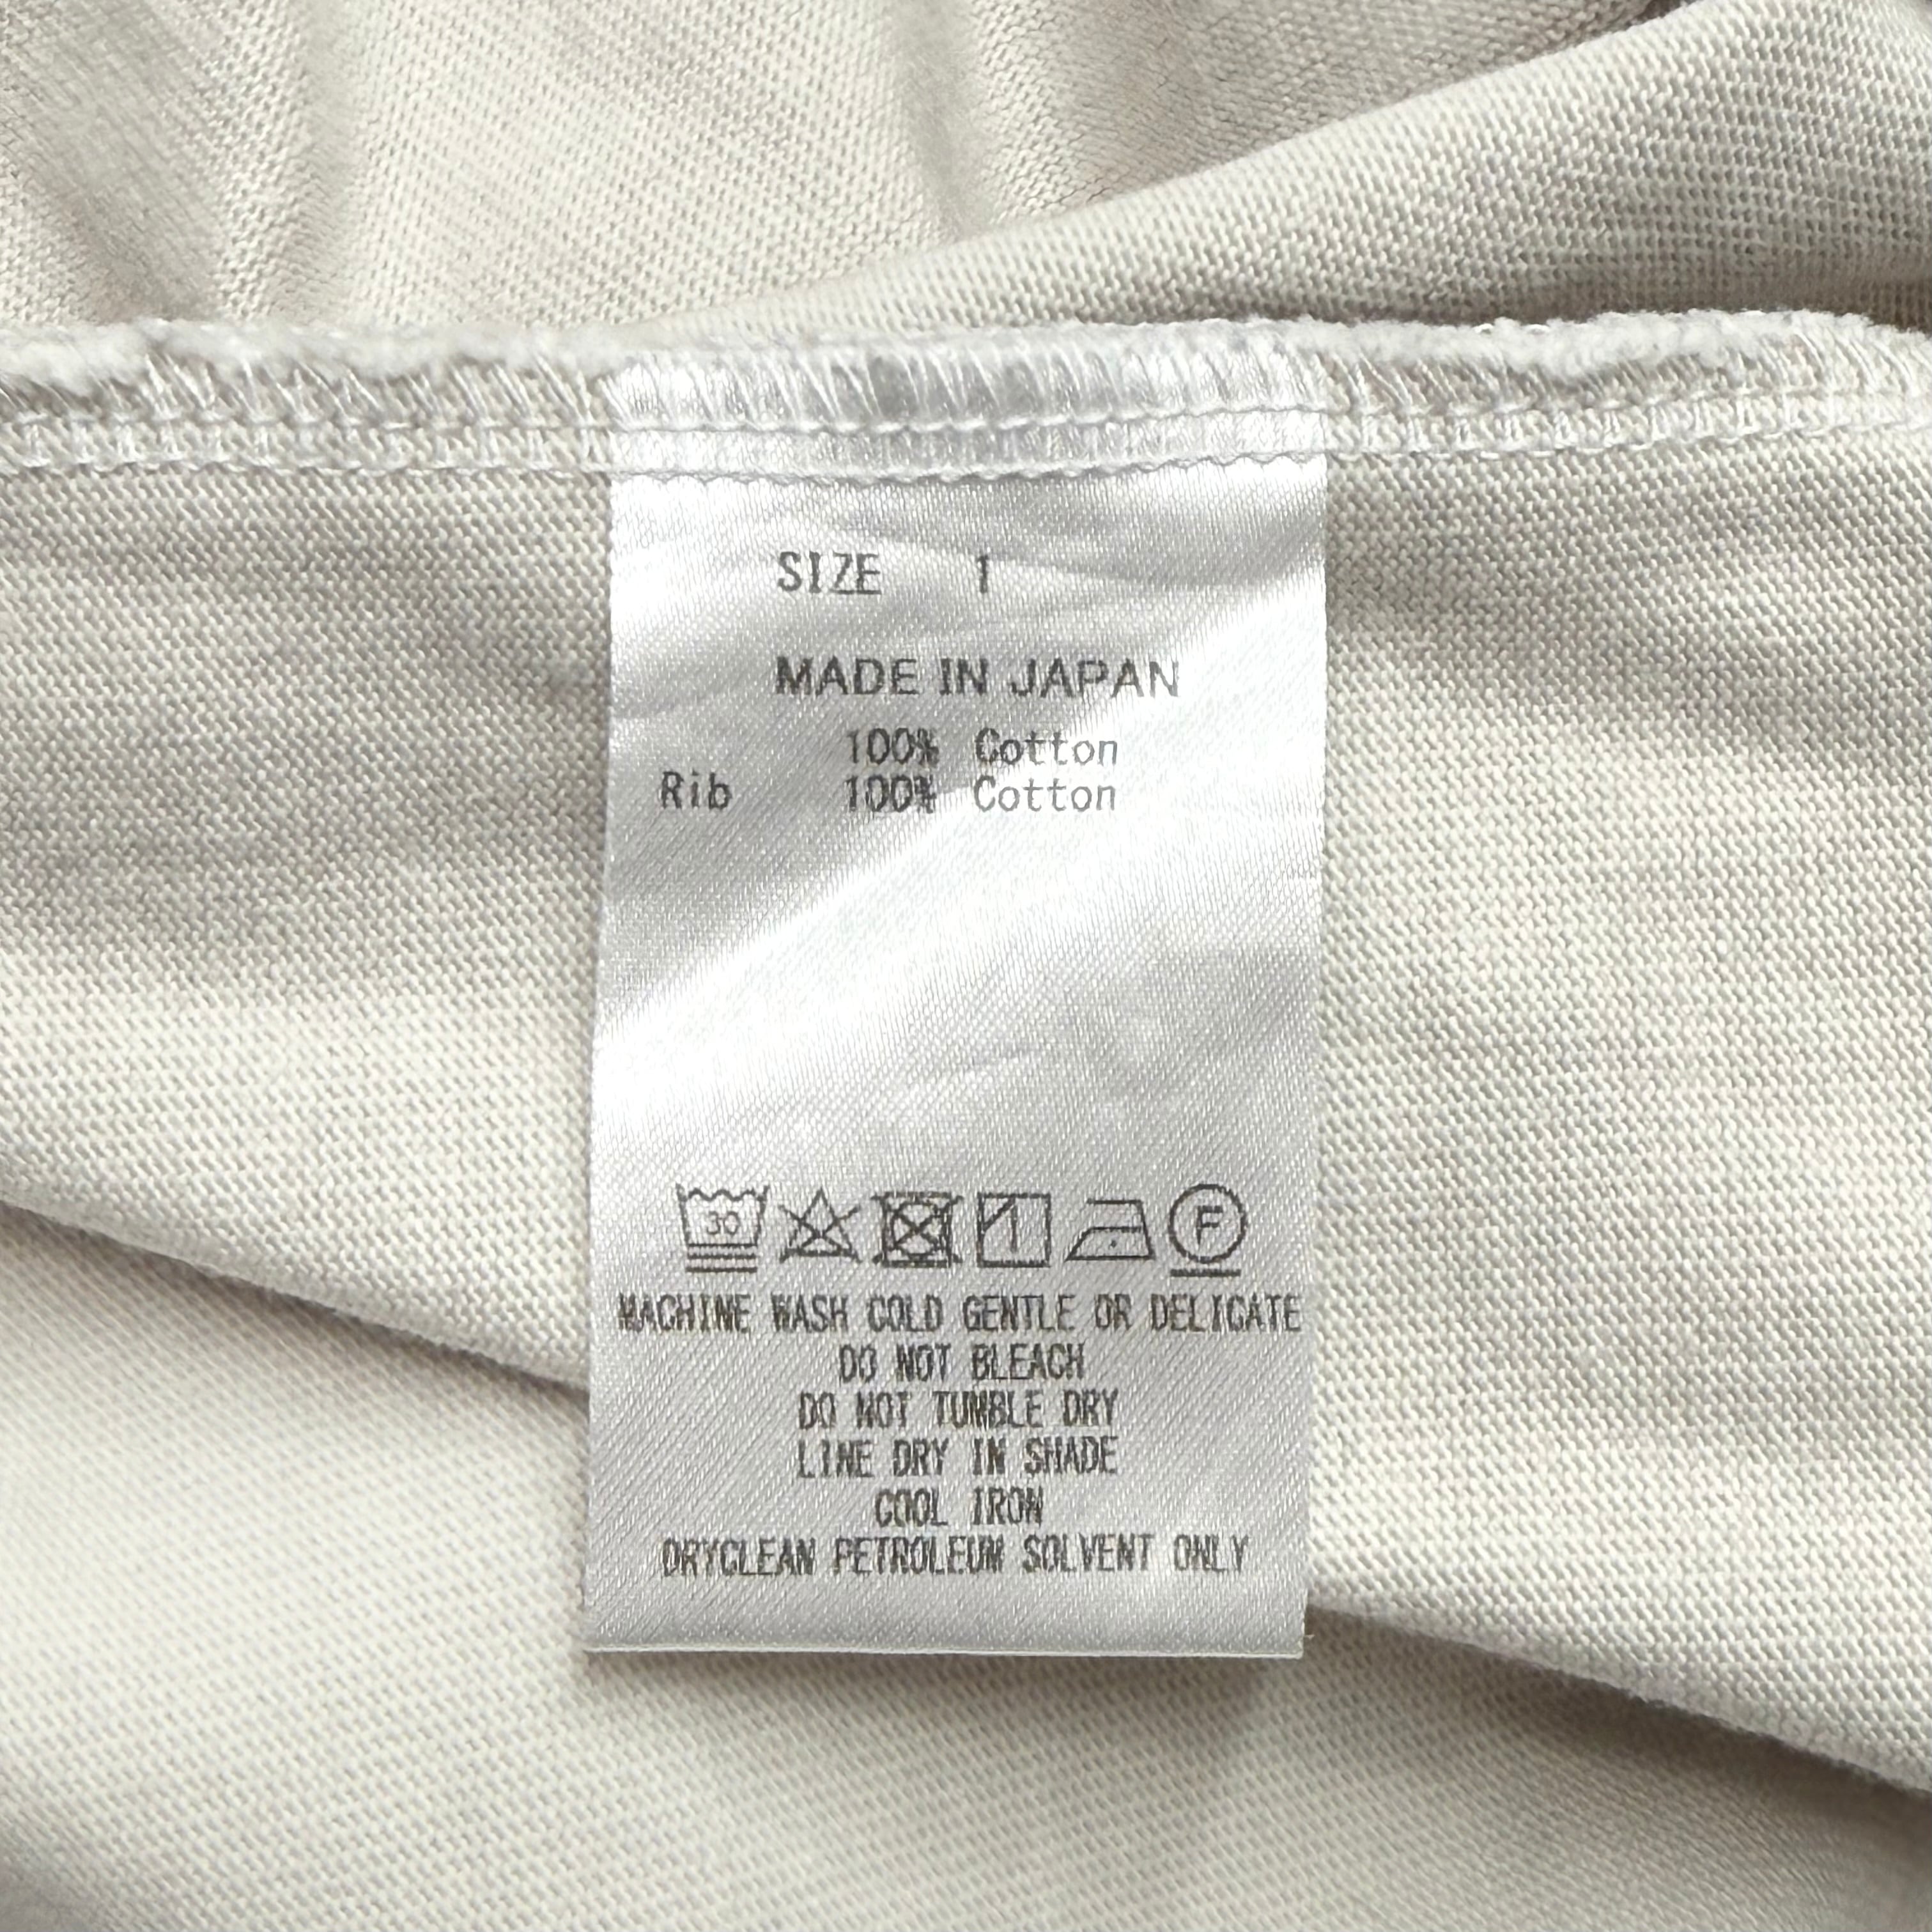 SIZE 1
MADE IN JAPAN
100% Cotton
Rib 100% Cotton
30 F
MACHINE WASH COLD GENTLE OR DELICATE
DO NOT BLEACH
DO NOT TUMBLE DRY
LINE DRY IN SHADE
COOL IRON
DRYCLEAN PETROLEUM SOLVENT ONLY